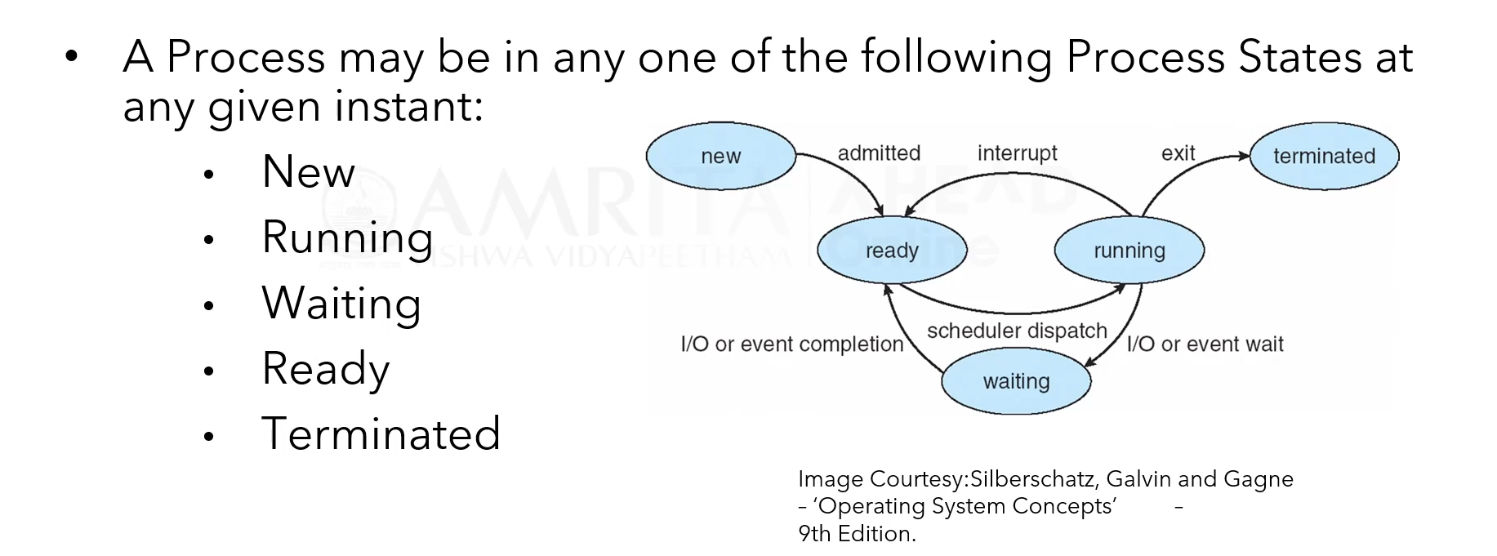 • A Process may be in any one of the following Process States at
any given instant:
• New
• Running
• Waiting
• Ready
• Terminated
new
admitted
interrupt
exit
terminated
ready
running
scheduler dispatch
I/O or event completion
I/O or event wait
waiting
AMRITA
VISHWA VIDYAPEETHAM
AHEAD
Online
Image Courtesy:Silberschatz, Galvin and Gagne
– ‘Operating System Concepts’ –
9th Edition.